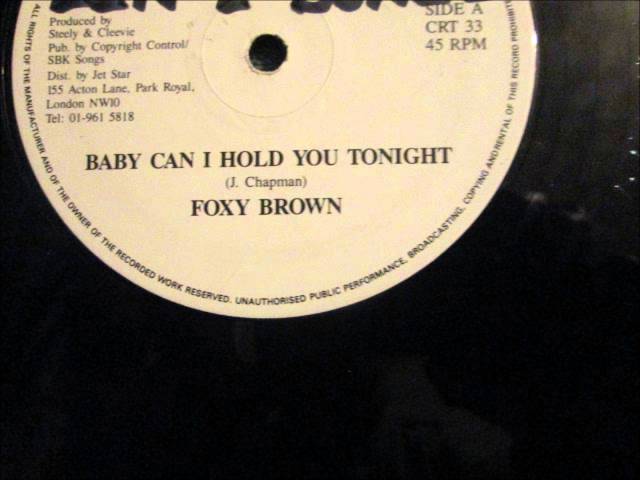 Produced by
Steely & Cleevie
Pub. by Copyright Control/
SBK Songs
Dist. by Jet Star
155 Acton Lane, Park Royal,
London NW10
Tel: 01-961 5818
SIDE A
CRT 33
45 RPM
BABY CAN I HOLD YOU TONIGHT
(J. Chapman)
FOXY BROWN
ALL RIGHTS OF THE MANUFACTURER AND OF THE OWNER OF THE RECORDED WORK RESERVED. UNAUTHORISED PUBLIC PERFORMANCE, BROADCASTING, COPYING AND RENTAL OF THIS RECORD PROHIBIT